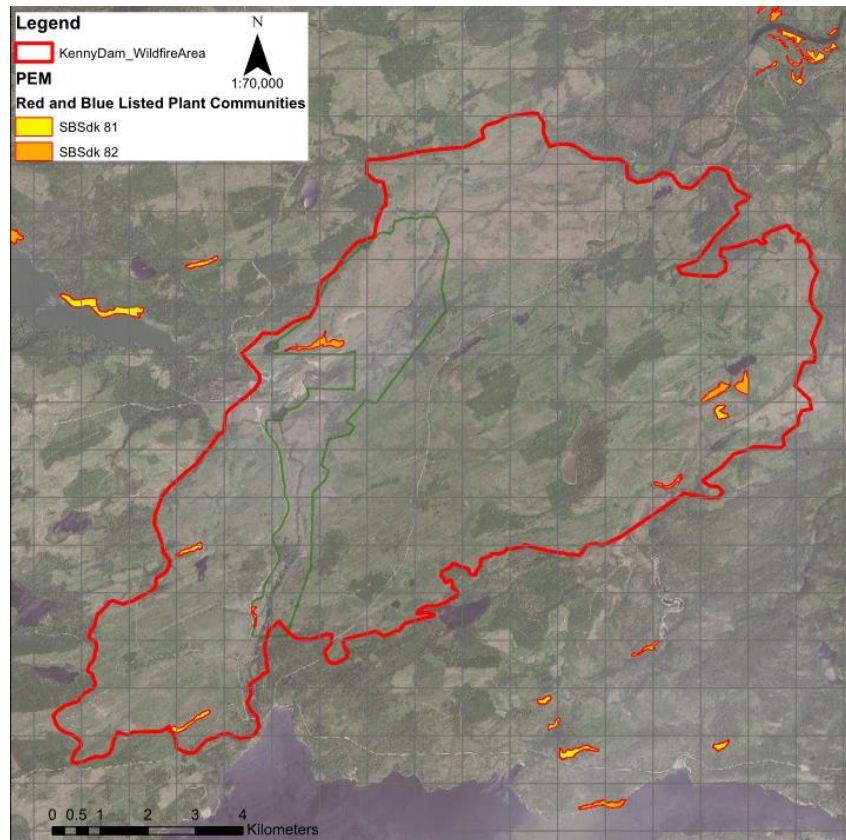 Legend
N
KennyDam_WildfireArea
1:70,000
PEM
Red and Blue Listed Plant Communities
SBSdk 81
SBSdk 82
0 0.5 1 2 3 4
Kilometers